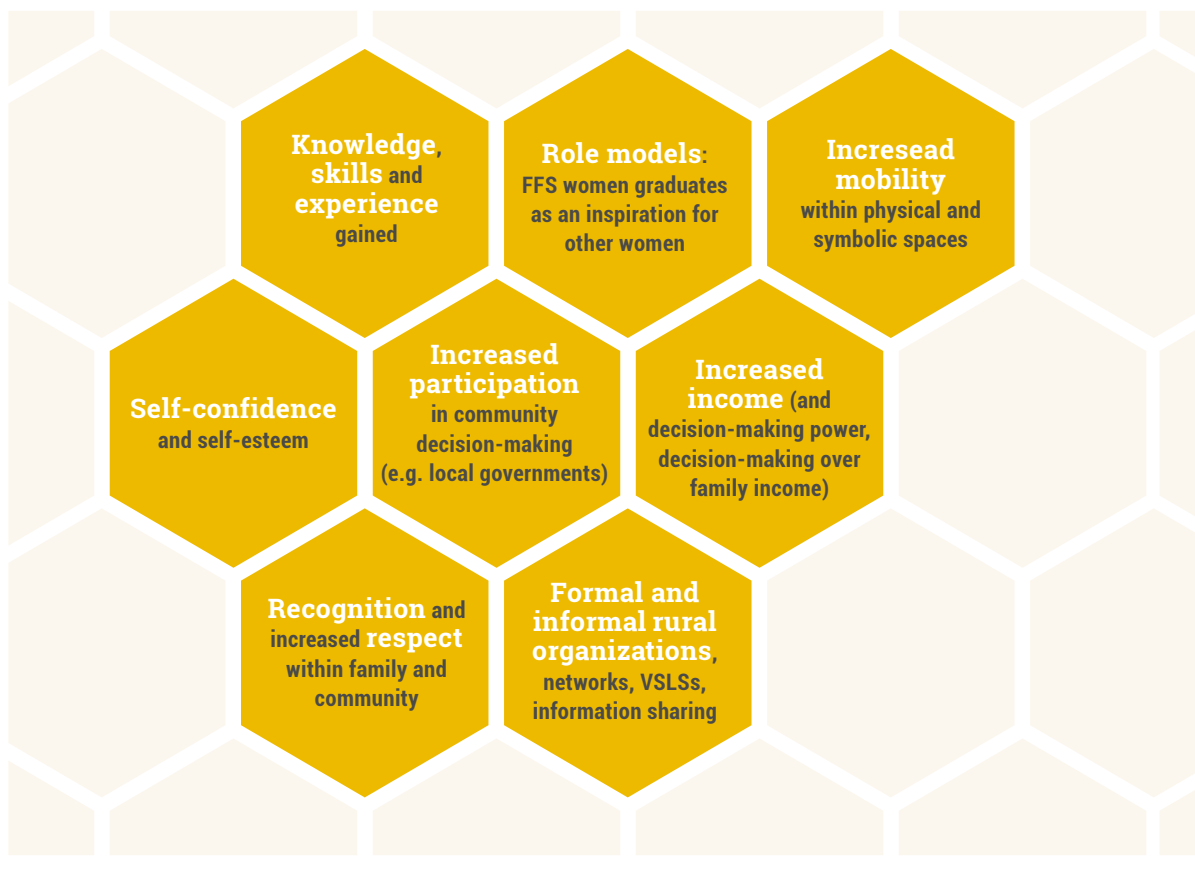 Knowledge,
skills and
experience
gained
Role models:
FFS women graduates
as an inspiration for
other women
Incresead
mobility
within physical and
symbolic spaces
Self-confidence
and self-esteem
Increased
participation
in community
decision-making
(e.g. local governments)
Increased
income (and
decision-making power,
decision-making over
family income)
Recognition and
increased respect
within family and
community
Formal and
informal rural
organizations,
networks, VSLSs,
information sharing